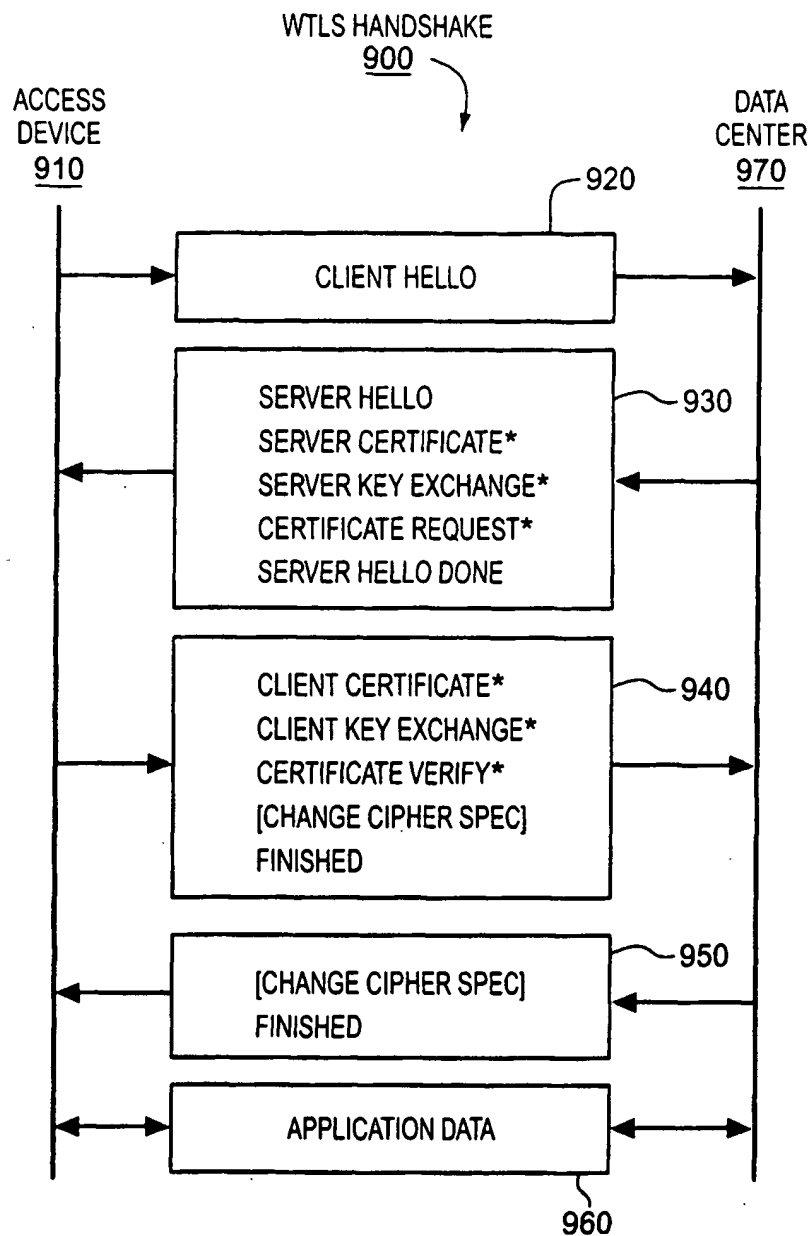 WTLS HANDSHAKE
900
ACCESS
DEVICE
910
DATA
CENTER
970
920
CLIENT HELLO
930
SERVER HELLO
SERVER CERTIFICATE*
SERVER KEY EXCHANGE*
CERTIFICATE REQUEST*
SERVER HELLO DONE
940
CLIENT CERTIFICATE*
CLIENT KEY EXCHANGE*
CERTIFICATE VERIFY*
[CHANGE CIPHER SPEC]
FINISHED
950
[CHANGE CIPHER SPEC]
FINISHED
APPLICATION DATA
960